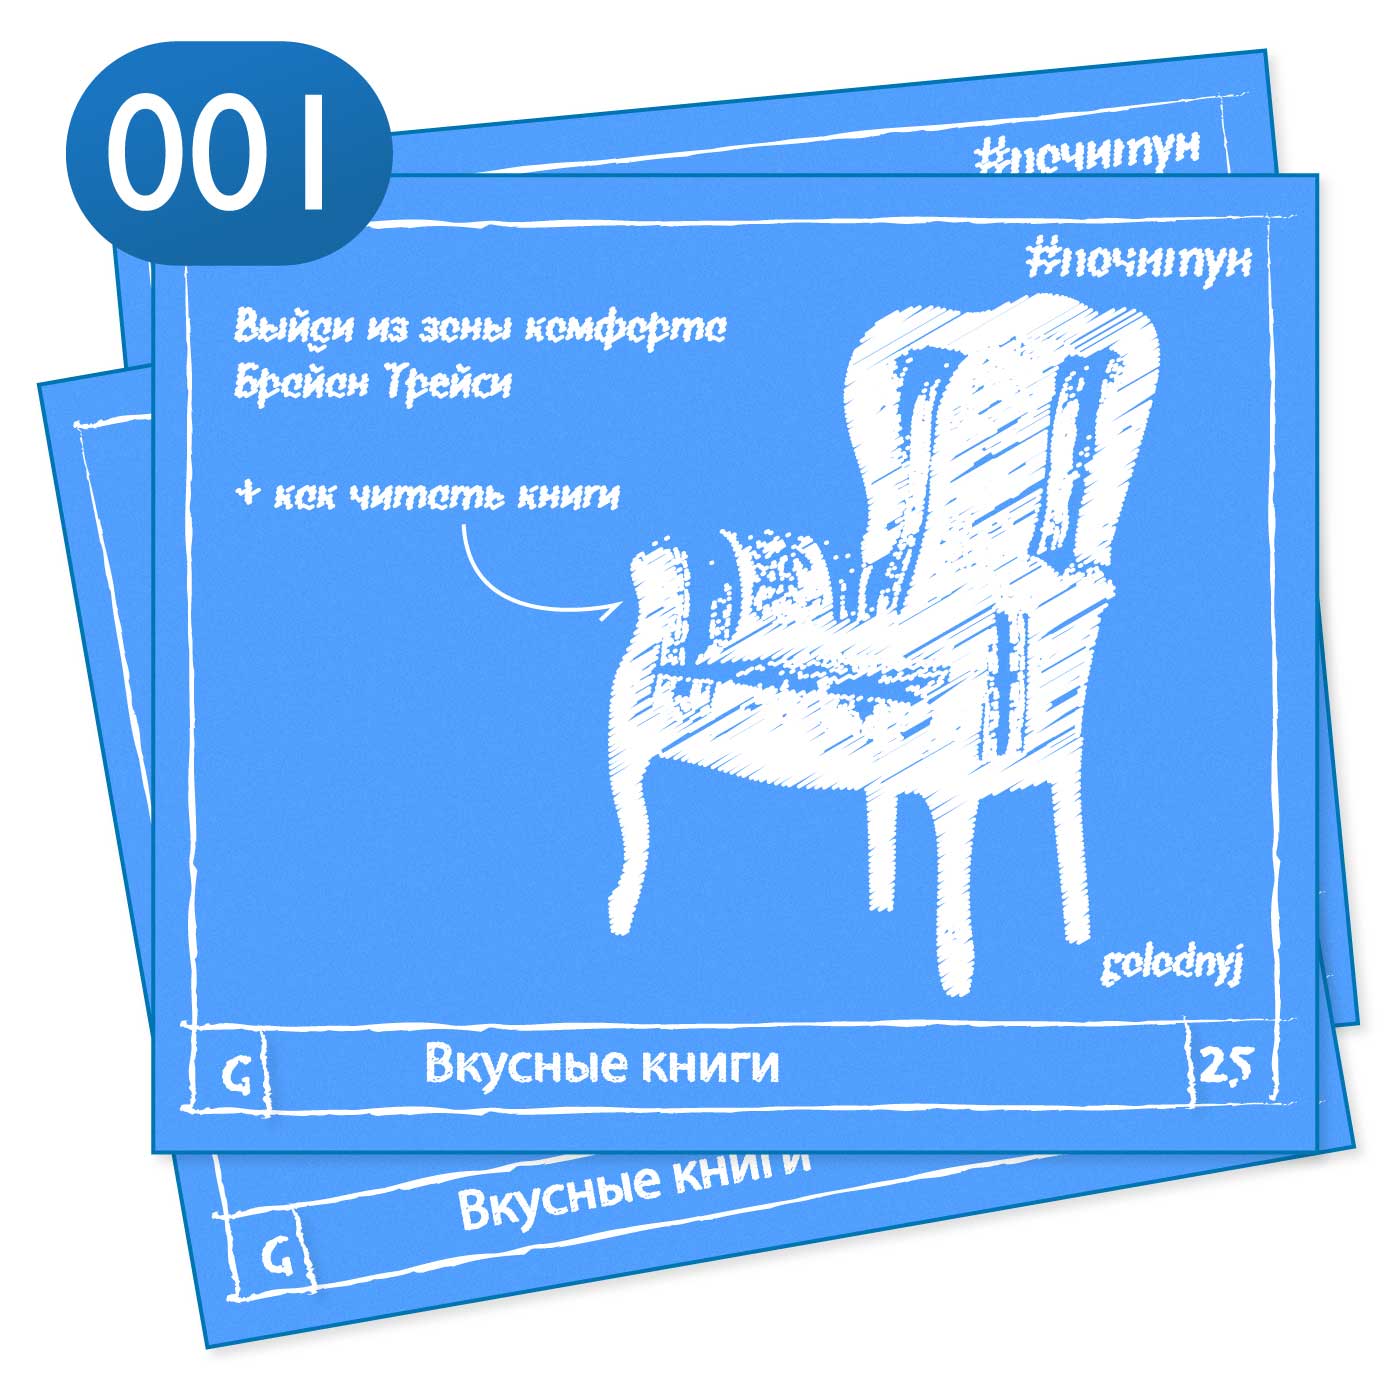 001
#почитун
#почитун
Выйди из зоны комфорта
Брайан Трейси
+ как читать книги
golodnyj
G
Вкусные книги
25
Вкусные книги
G